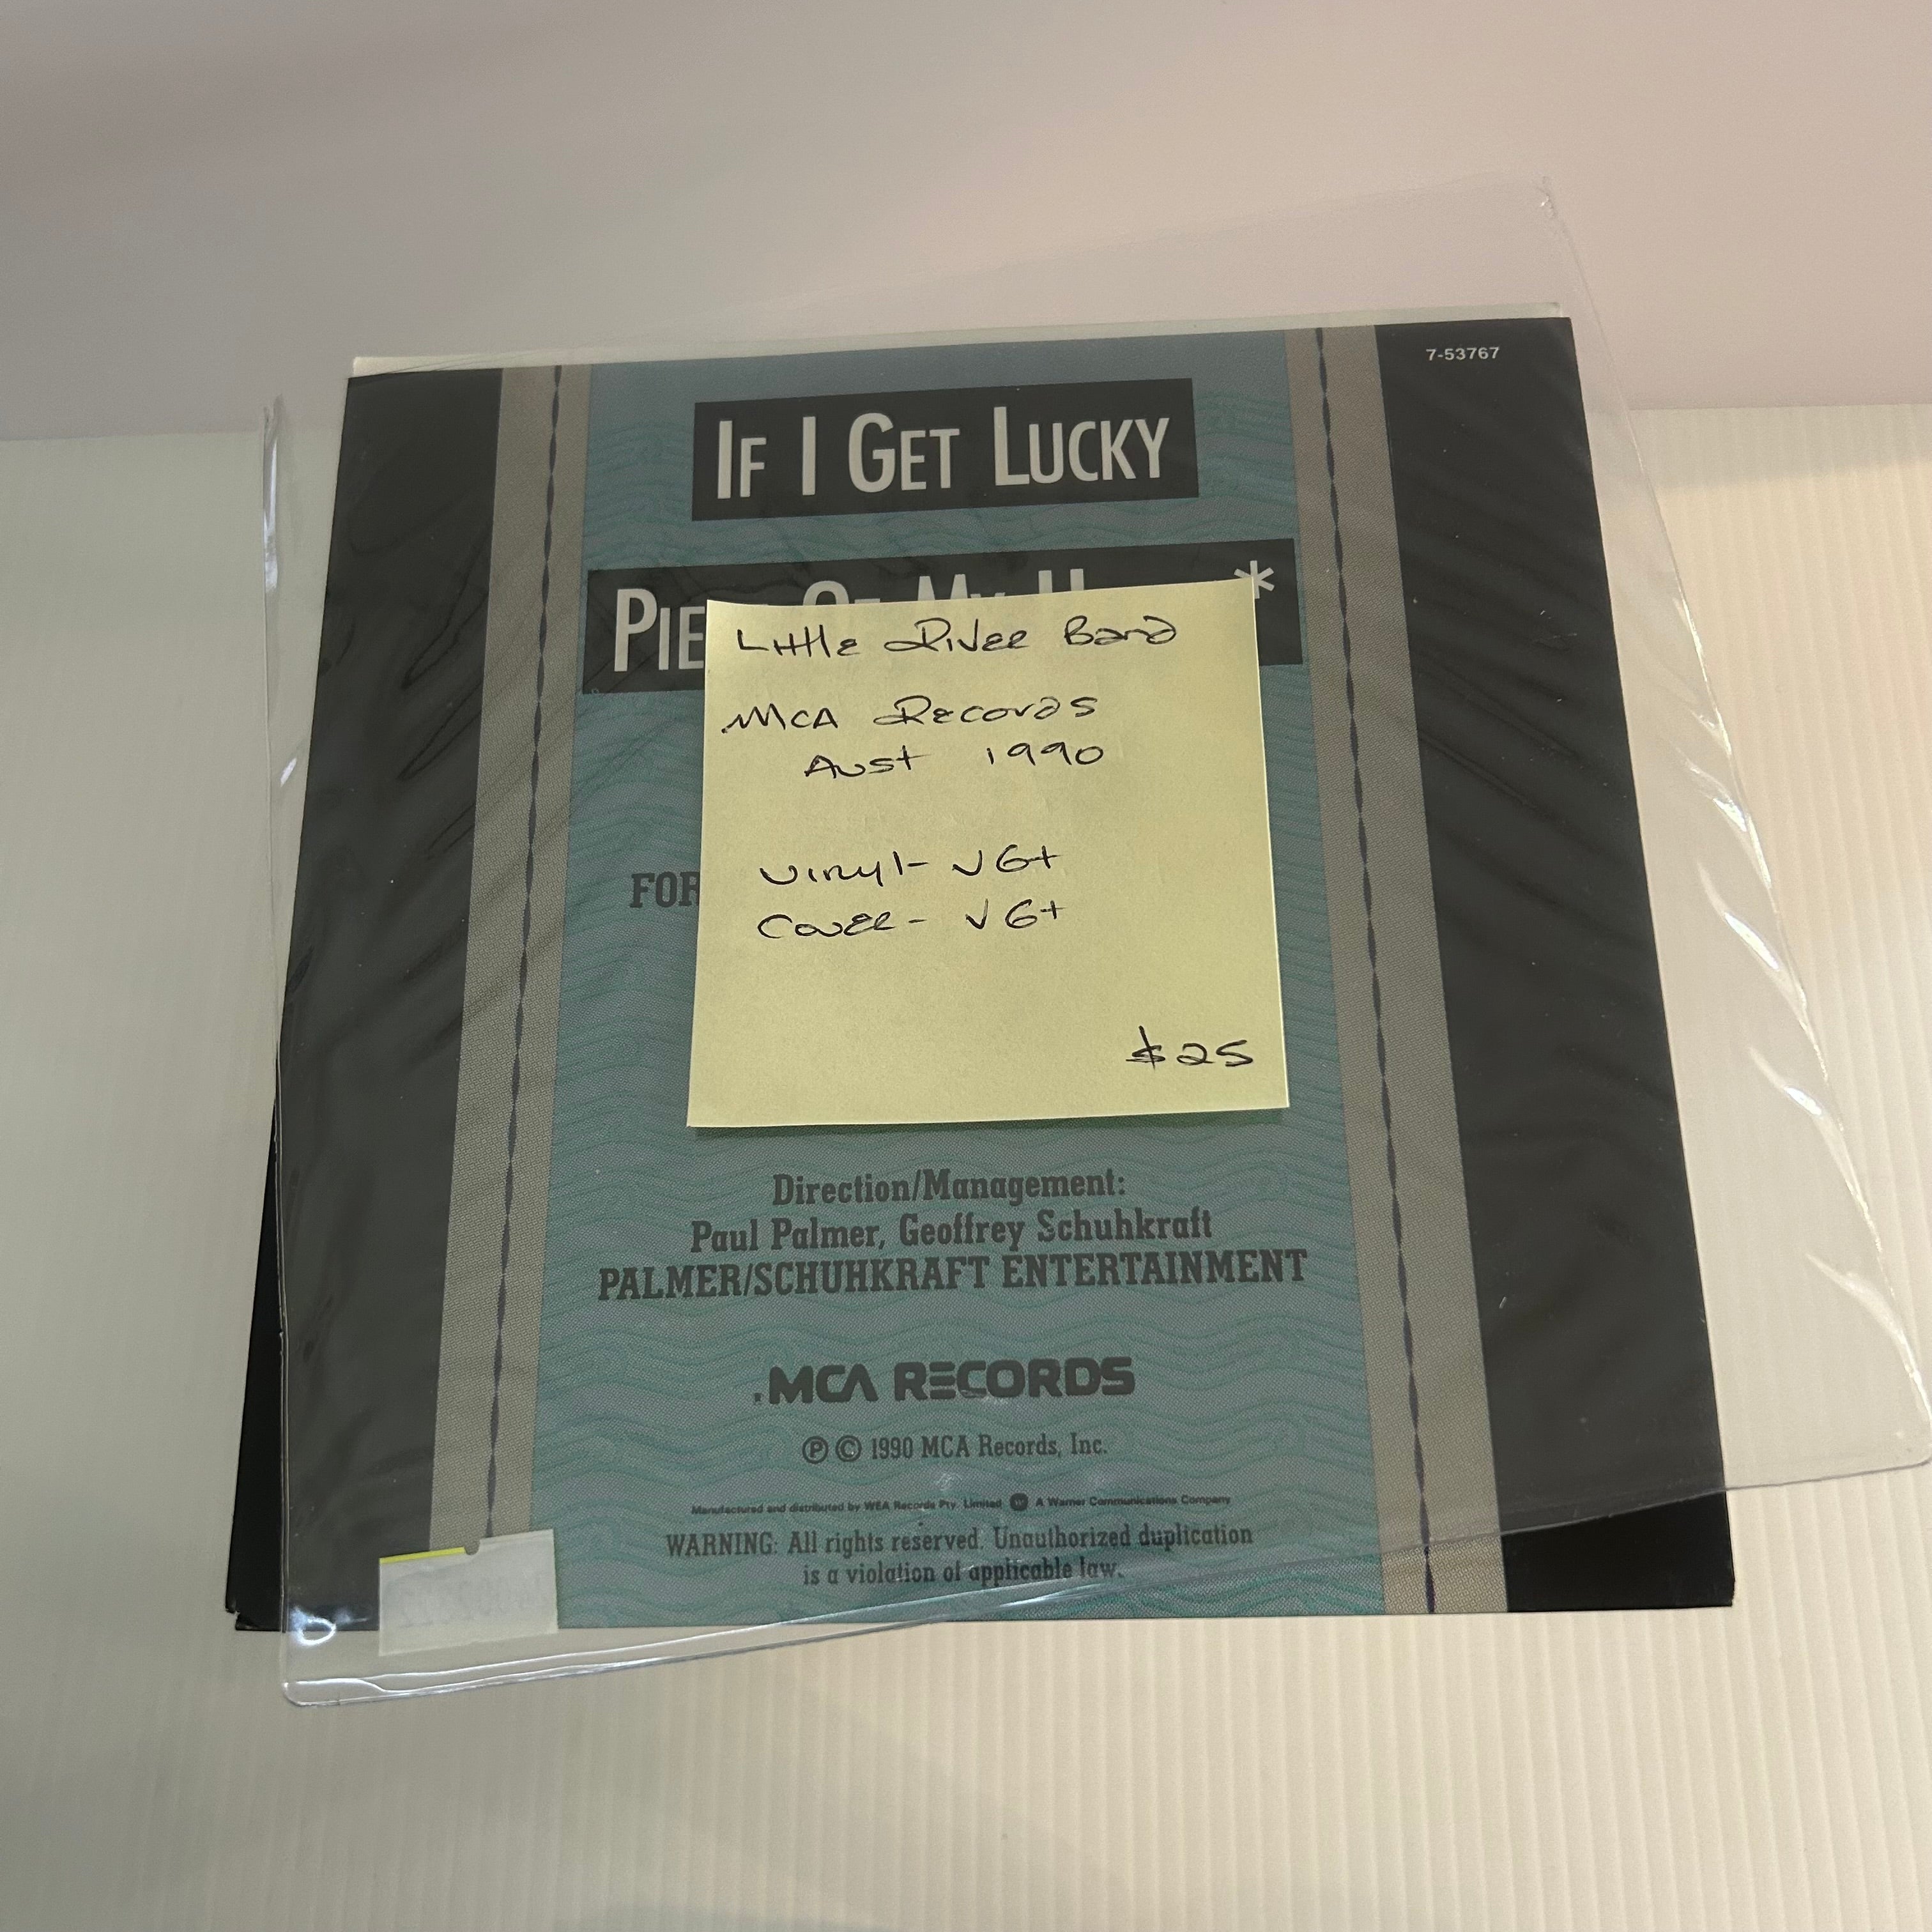 7-53767
IF I GET LUCKY
*
Little River Band
MCA Records
Aust 1990
Vinyl - VG+
Cover - VG+
$25
Direction/Management:
Paul Palmer, Geoffrey Schuhkraft
PALMER/SCHUHKRAFT ENTERTAINMENT
MCA RECORDS
℗ © 1990 MCA Records, Inc.
Manufactured and distributed by WEA Records Pty. Limited A Warner Communications Company
WARNING: All rights reserved. Unauthorized duplication
is a violation of applicable law.